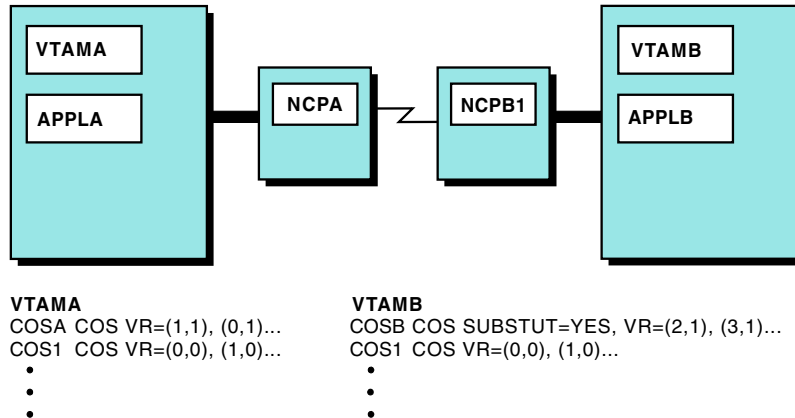 VTAMA
APPLA
NCPA
NCPB1
VTAMB
APPLB
VTAMA
COSA COS VR=(1,1), (0,1)...
COS1 COS VR=(0,0), (1,0)...
VTAMB
COSB COS SUBSTUT=YES, VR=(2,1), (3,1)...
COS1 COS VR=(0,0), (1,0)...